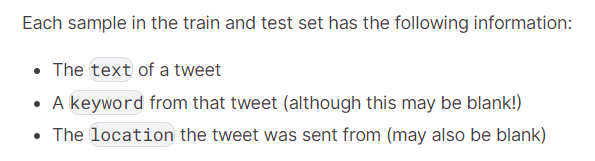 Each sample in the train and test set has the following information:
• The text of a tweet
• A keyword from that tweet (although this may be blank!)
• The location the tweet was sent from (may also be blank)